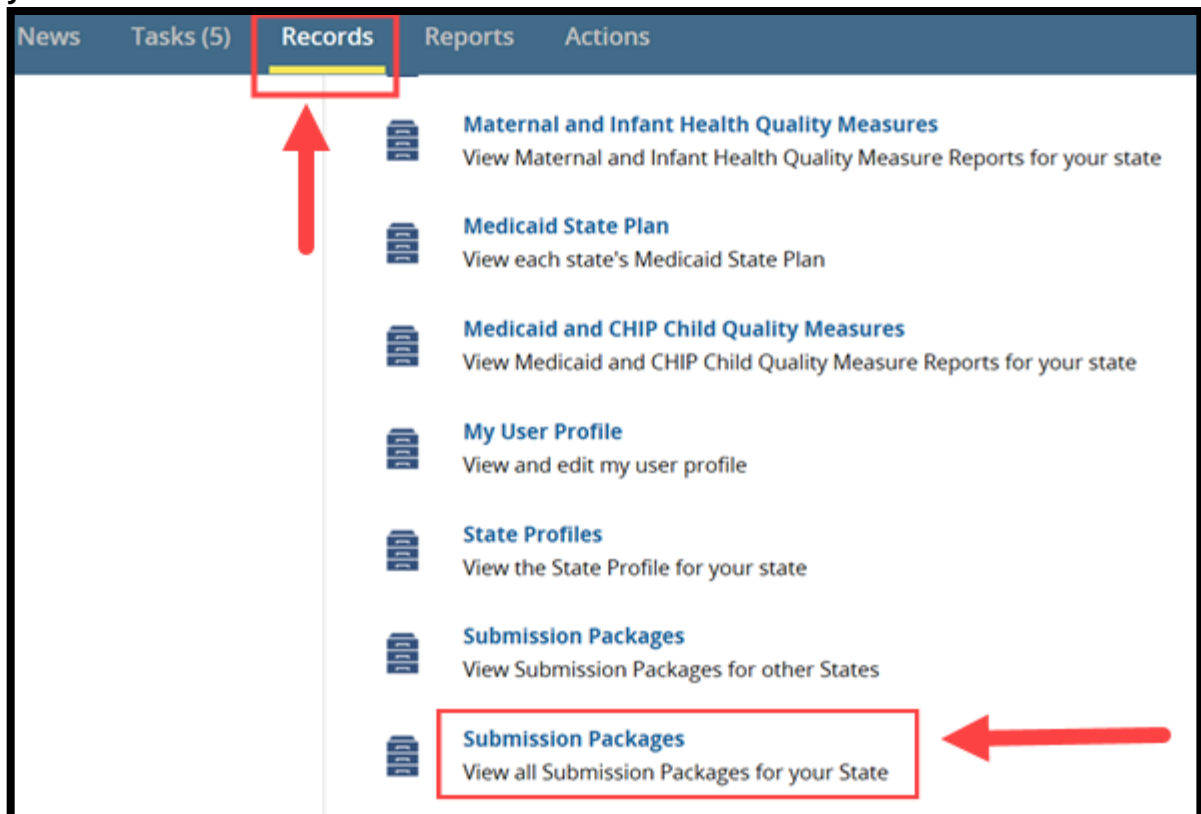 News Tasks (5) Records Reports Actions
Maternal and Infant Health Quality Measures
View Maternal and Infant Health Quality Measure Reports for your state
Medicaid State Plan
View each state's Medicaid State Plan
Medicaid and CHIP Child Quality Measures
View Medicaid and CHIP Child Quality Measure Reports for your state
My User Profile
View and edit my user profile
State Profiles
View the State Profile for your state
Submission Packages
View Submission Packages for other States
Submission Packages
View all Submission Packages for your State